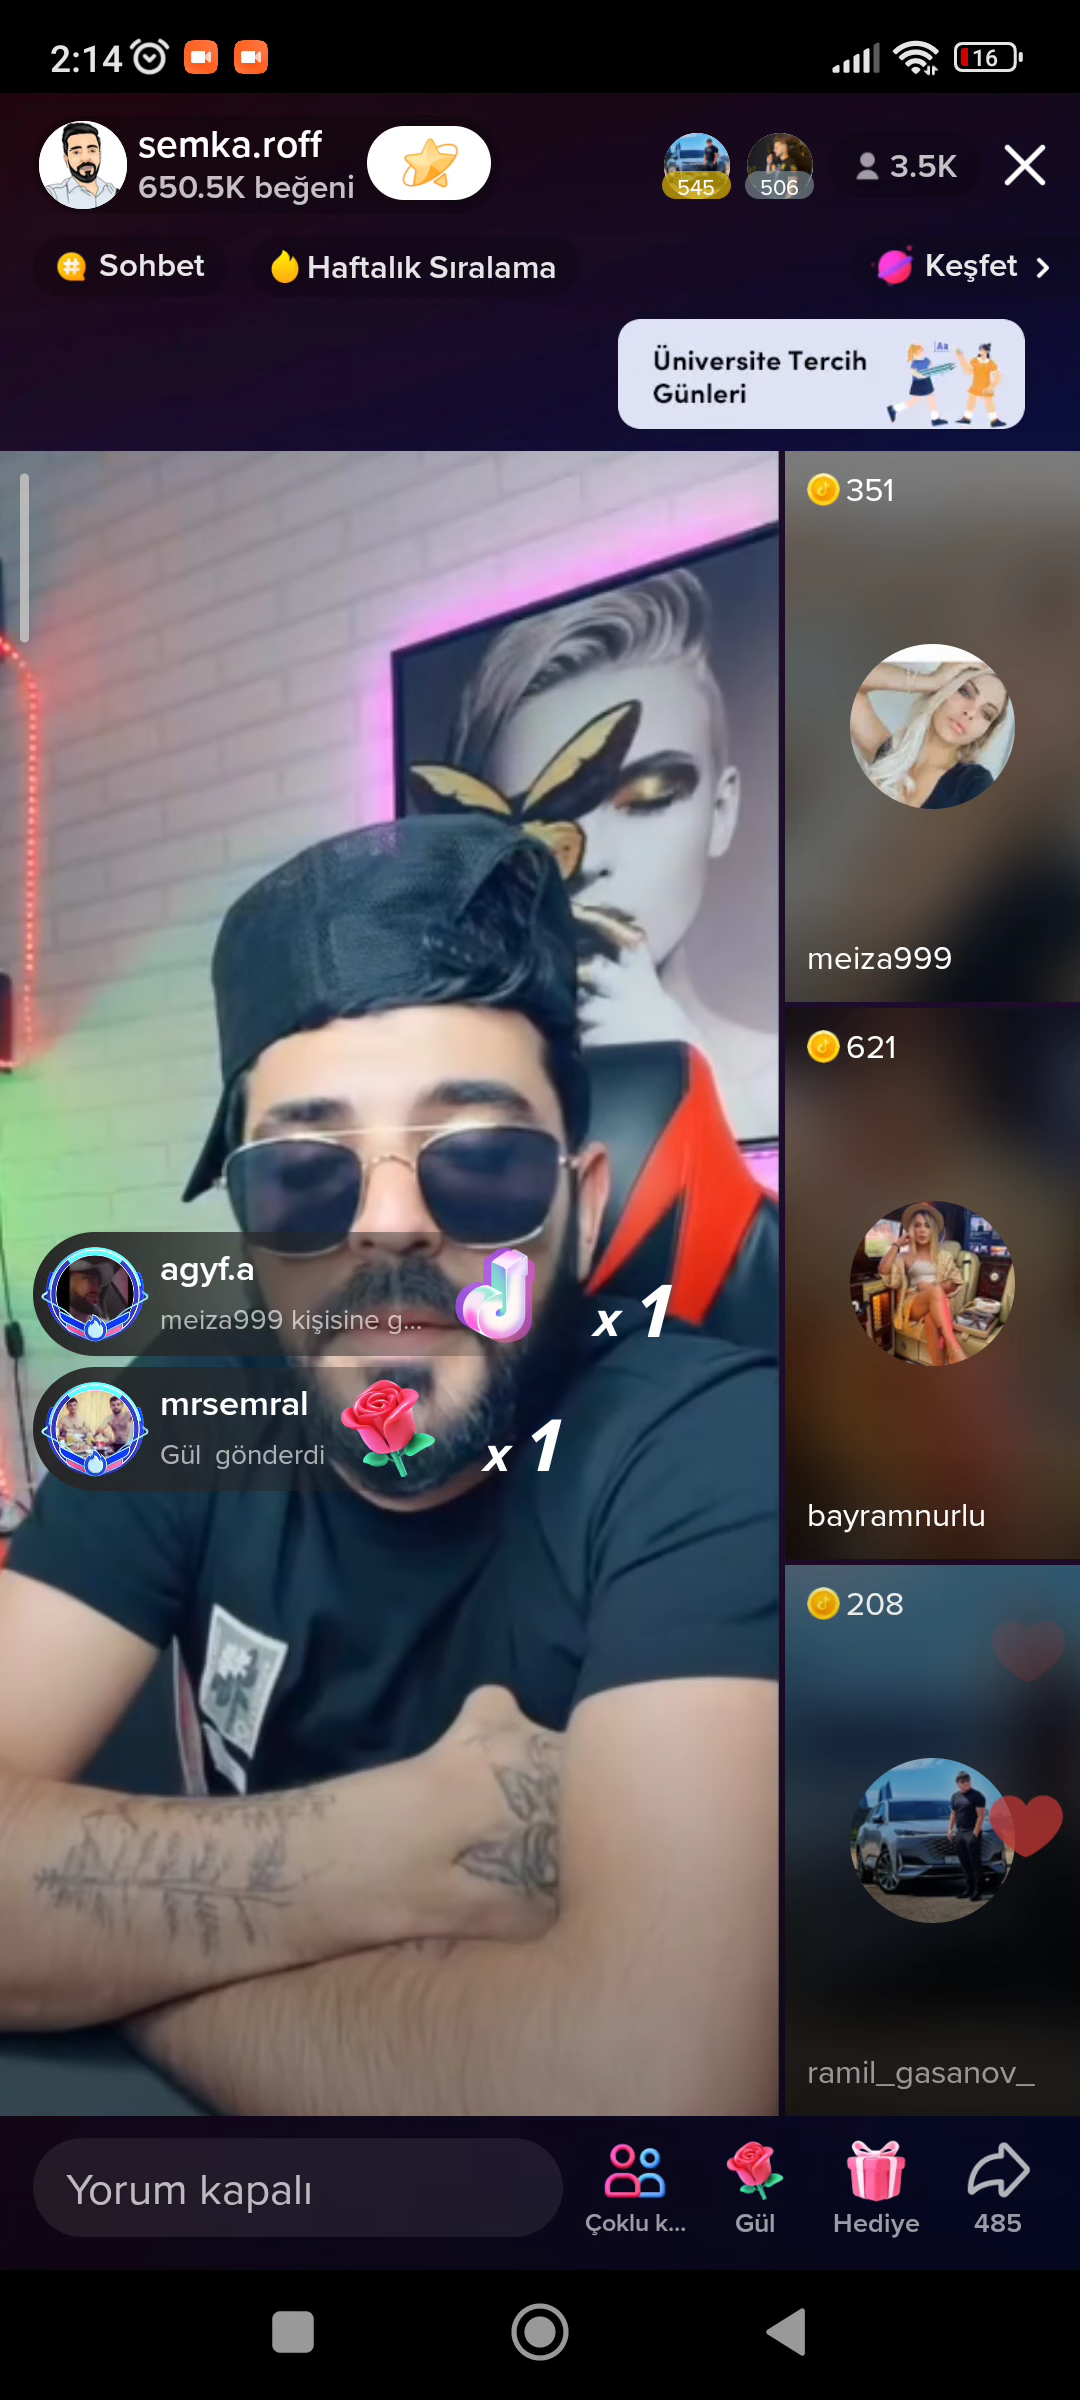 2:14
16
semka.roff
650.5K beğeni
545
506
3.5K
Sohbet
Haftalık Sıralama
Keşfet
Üniversite Tercih
Günleri
351
meiza999
621
bayramnurlu
agyf.a
meiza999 kişisine g...
x 1
mrsemral
Gül gönderdi
x 1
208
ramil_gasanov_
Yorum kapalı
Çoklu k...
Gül
Hediye
485